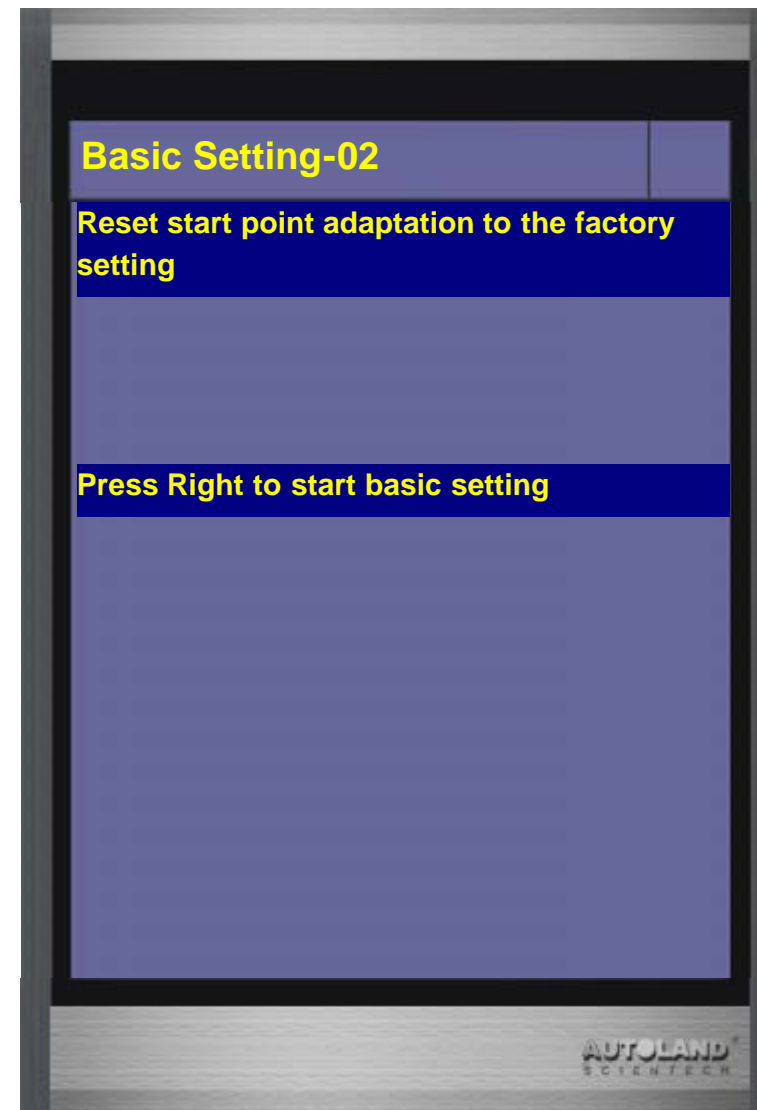 Basic Setting-02
Reset start point adaptation to the factory
setting
Press Right to start basic setting
AUTOLAND
SCIENTECH